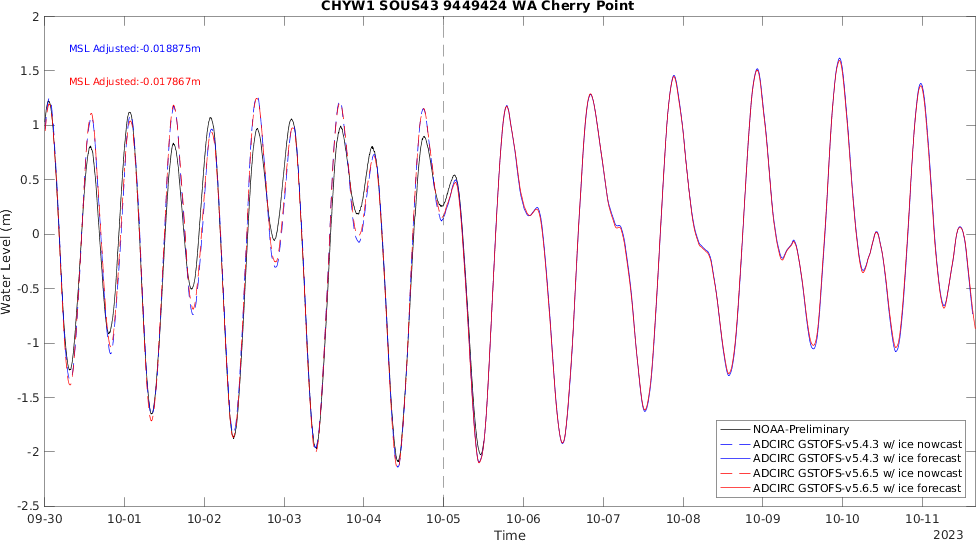 CHYW1 SOUS43 9449424 WA Cherry Point
2
MSL Adjusted:-0.018875m
1.5
MSL Adjusted:-0.017867m
1
0.5
0
-0.5
-1
-1.5
-2
-2.5
Water Level (m)
NOAA-Preliminary
ADCIRC GSTOFS-v5.4.3 w/ ice nowcast
ADCIRC GSTOFS-v5.4.3 w/ ice forecast
ADCIRC GSTOFS-v5.6.5 w/ ice nowcast
ADCIRC GSTOFS-v5.6.5 w/ ice forecast
09-30 10-01 10-02 10-03 10-04 10-05 10-06 10-07 10-08 10-09 10-10 10-11
Time
2023